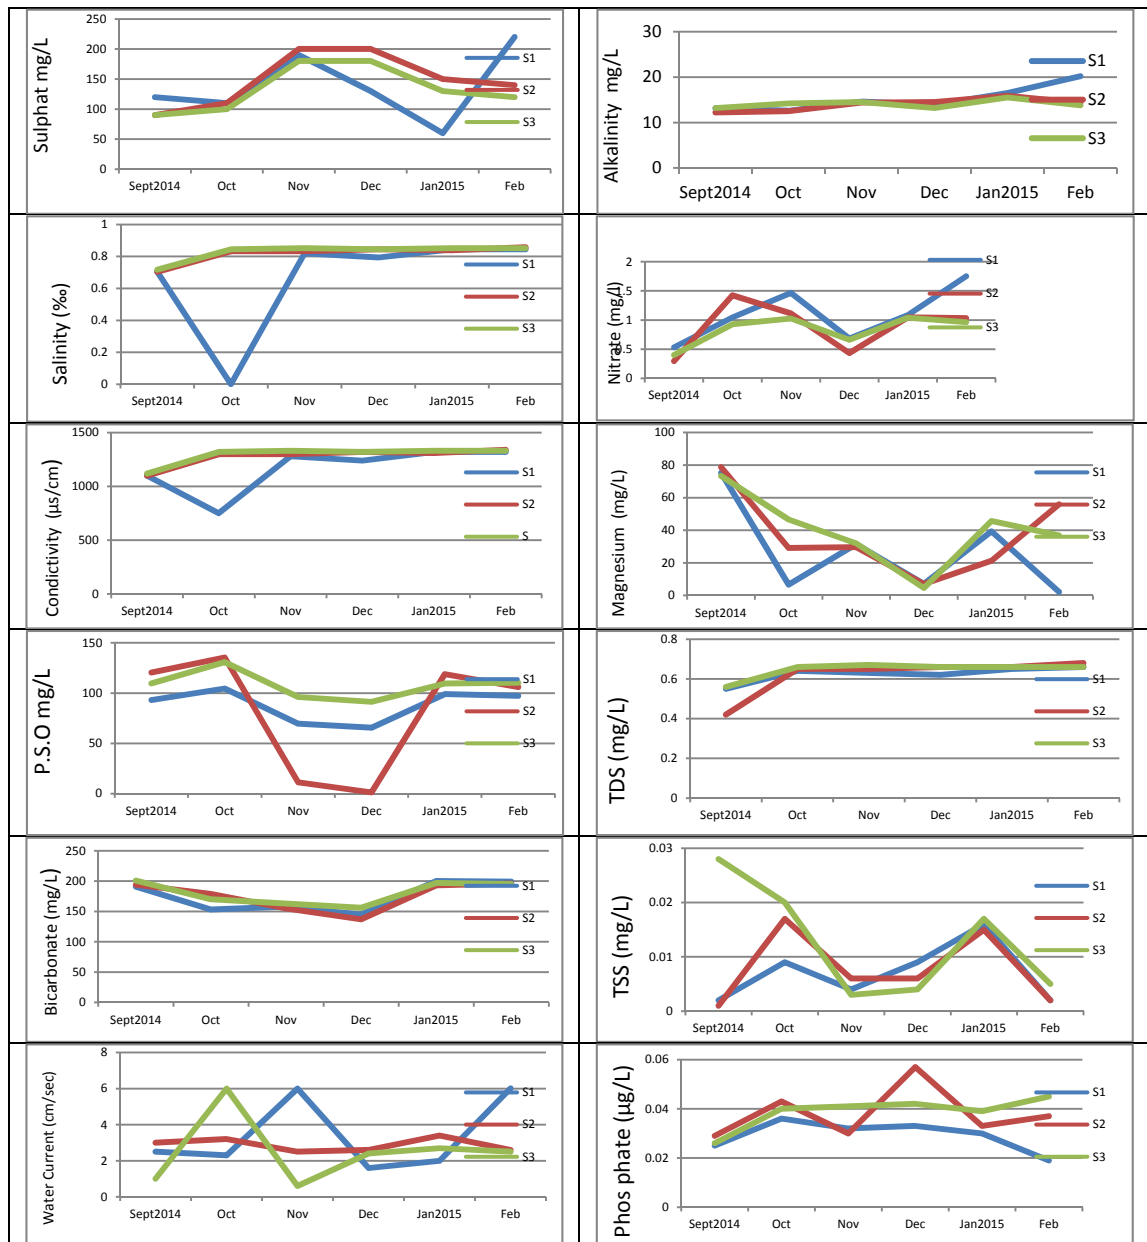 Sulphat mg/L
250
200
150
100
50
0
Sept2014 Oct Nov Dec Jan2015 Feb
S1
S2
S3
Alkalinity mg/L
30
20
10
0
Sept2014 Oct Nov Dec Jan2015 Feb
S1
S2
S3
Salinity (‰)
1
0.8
0.6
0.4
0.2
0
Sept2014 Oct Nov Dec Jan2015 Feb
S1
S2
S3
Nitrate (mg/l)
2
1.5
1
0.5
0
Sept2014 Oct Nov Dec Jan2015 Feb
S1
S2
S3
Condictivity (µs/cm)
1500
1000
500
0
Sept2014 Oct Nov Dec Jan2015 Feb
S1
S2
S
Magnesium (mg/L)
100
80
60
40
20
0
Sept2014 Oct Nov Dec Jan2015 Feb
S1
S2
S3
P.S.O mg/L
150
100
50
0
Sept2014 Oct Nov Dec Jan2015 Feb
S1
S2
S3
TDS (mg/L)
0.8
0.6
0.4
0.2
0
Sept2014 Oct Nov Dec Jan2015 Feb
S1
S2
S3
Bicarbonate (mg/L)
250
200
150
100
50
0
Sept2014 Oct Nov Dec Jan2015 Feb
S1
S2
S3
TSS (mg/L)
0.03
0.02
0.01
0
Sept2014 Oct Nov Dec Jan2015 Feb
S1
S2
S3
Water Current (cm/sec)
8
6
4
2
0
Sept2014 Oct Nov Dec Jan2015 Feb
S1
S2
S3
Phos phate (µg/L)
0.06
0.04
0.02
0
Sept2014 Oct Nov Dec Jan2015 Feb
S1
S2
S3